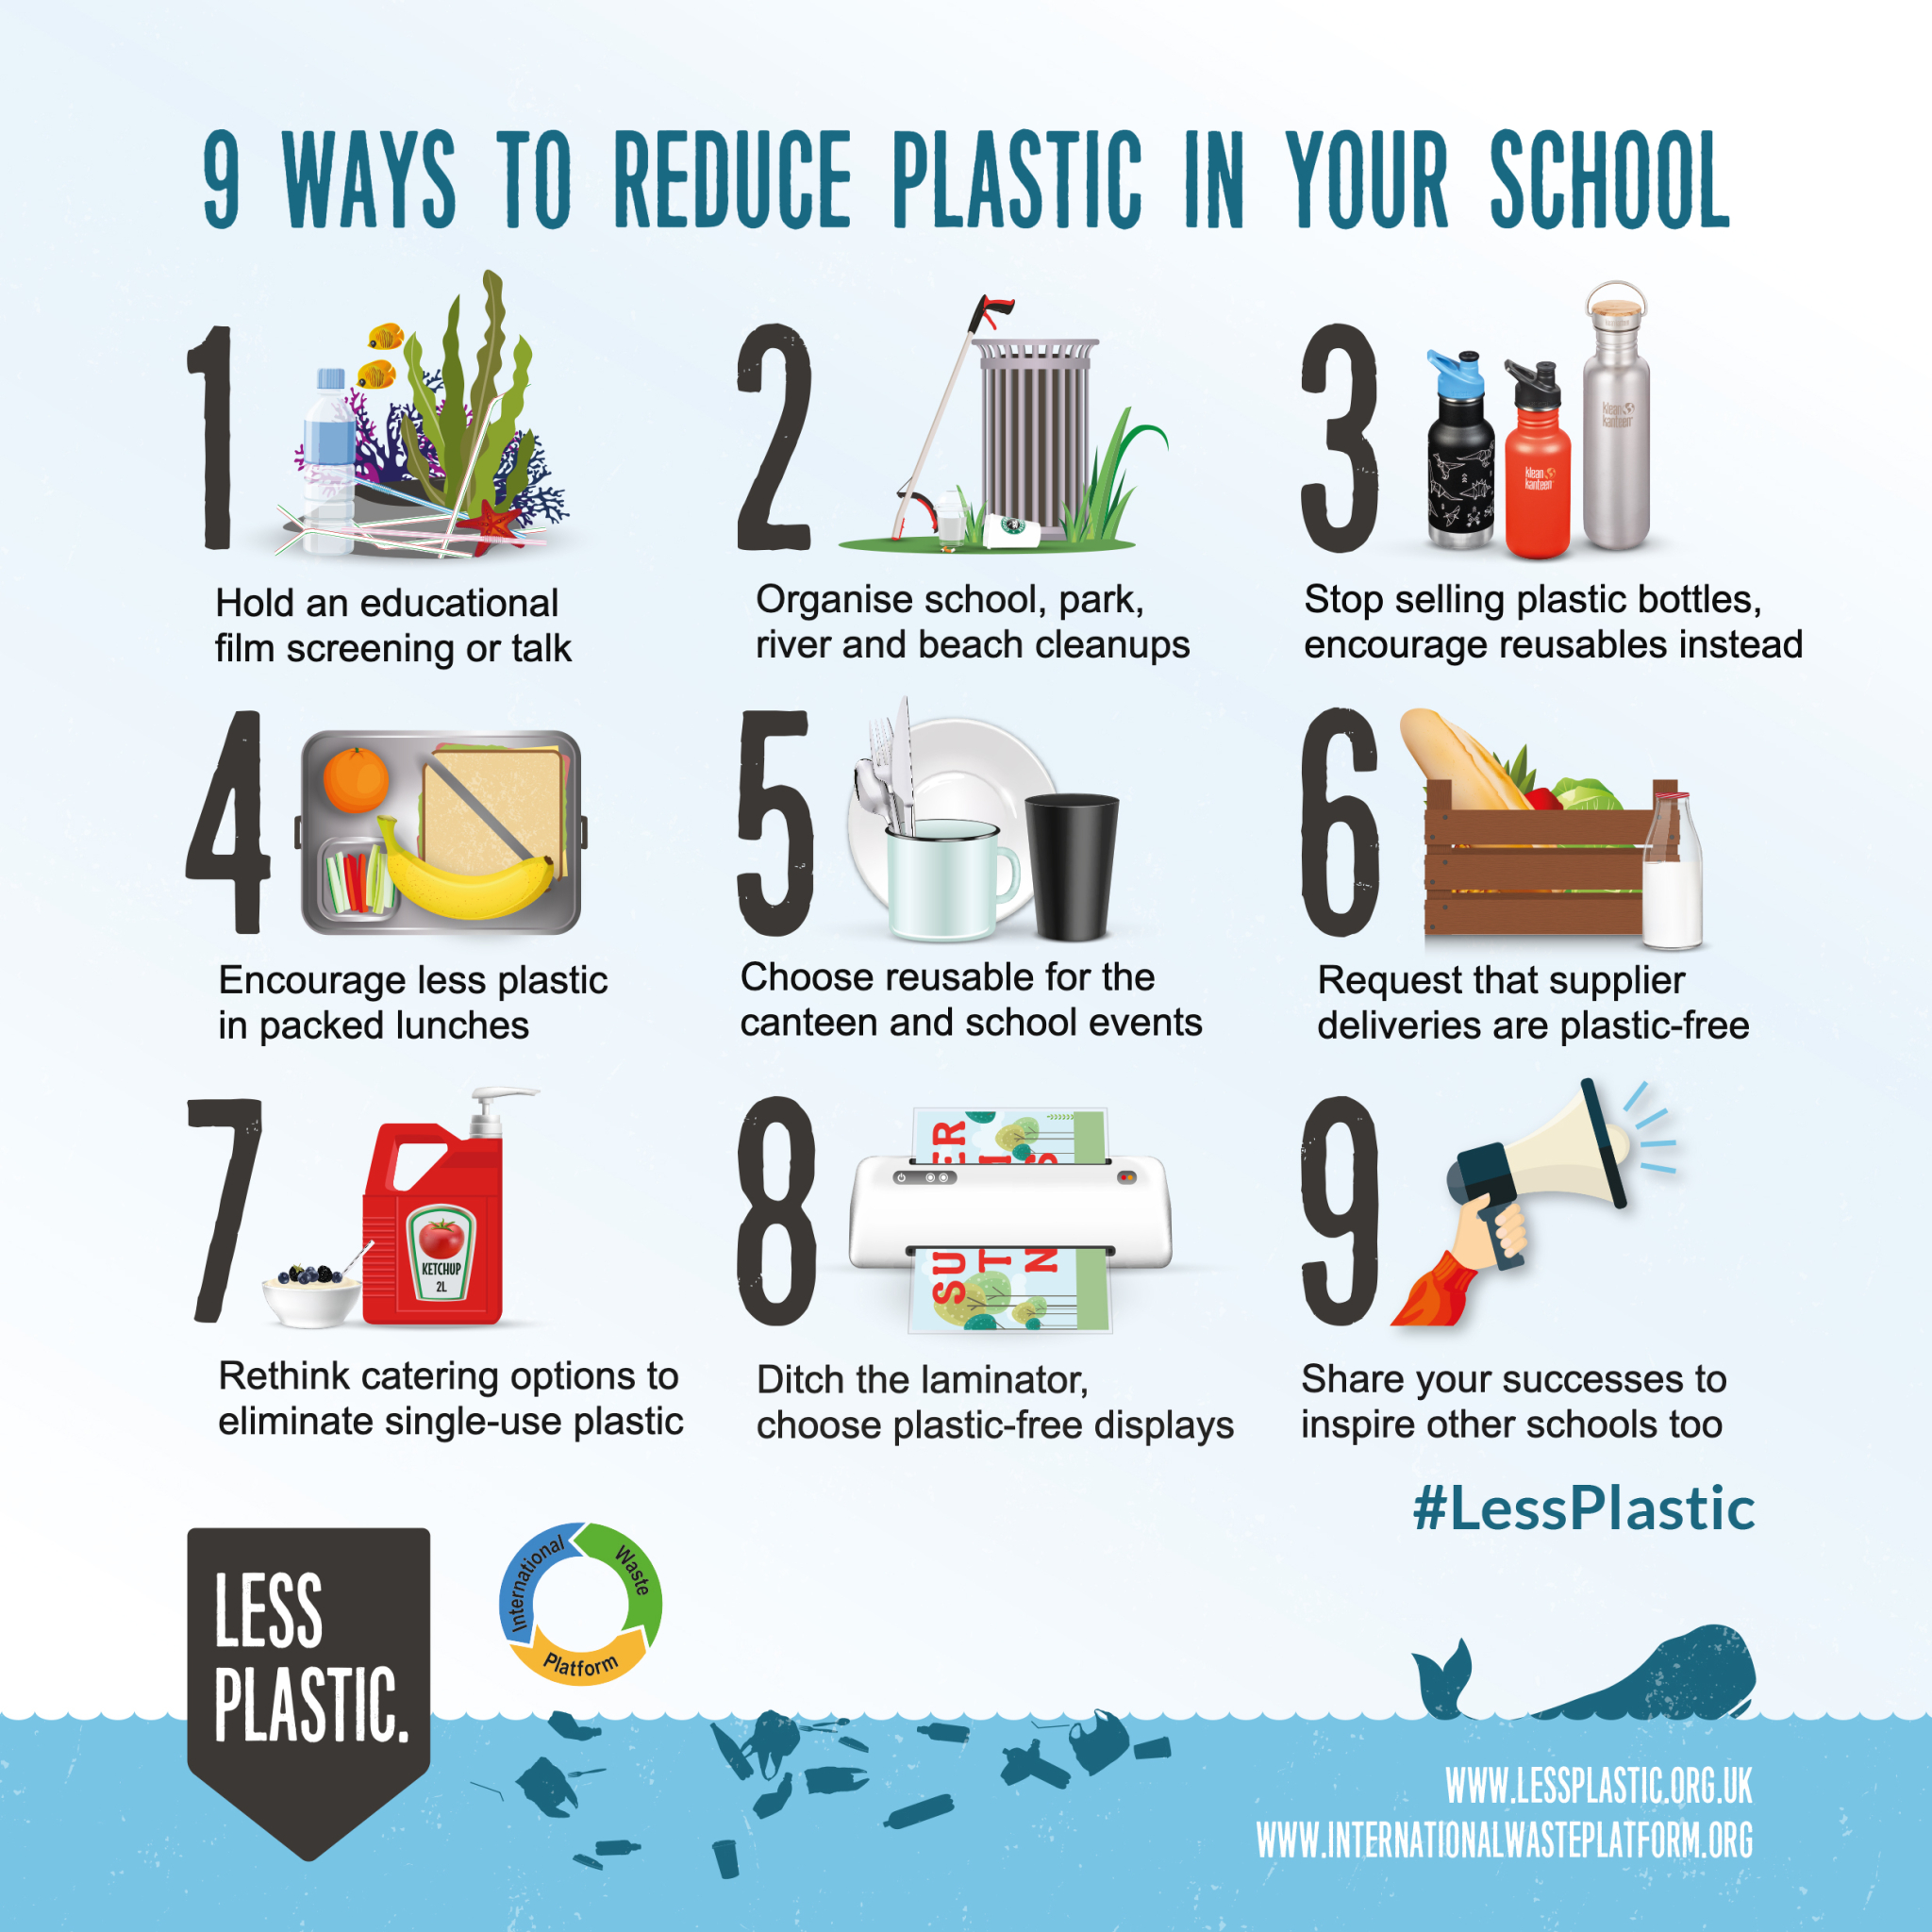 9 WAYS TO REDUCE PLASTIC IN YOUR SCHOOL
1
Hold an educational
film screening or talk
2
Organise school, park,
river and beach cleanups
3
klean
kanteen
klean
kanteen
Stop selling plastic bottles,
encourage reusables instead
4
Encourage less plastic
in packed lunches
5
Choose reusable for the
canteen and school events
6
Request that supplier
deliveries are plastic-free
7
KETCHUP
2L
Rethink catering options to
eliminate single-use plastic
8
Ditch the laminator,
choose plastic-free displays
9
Share your successes to
inspire other schools too
#LessPlastic
LESS
PLASTIC.
International
Waste
Platform
WWW.LESSPLASTIC.ORG.UK
WWW.INTERNATIONALWASTEPLATFORM.ORG